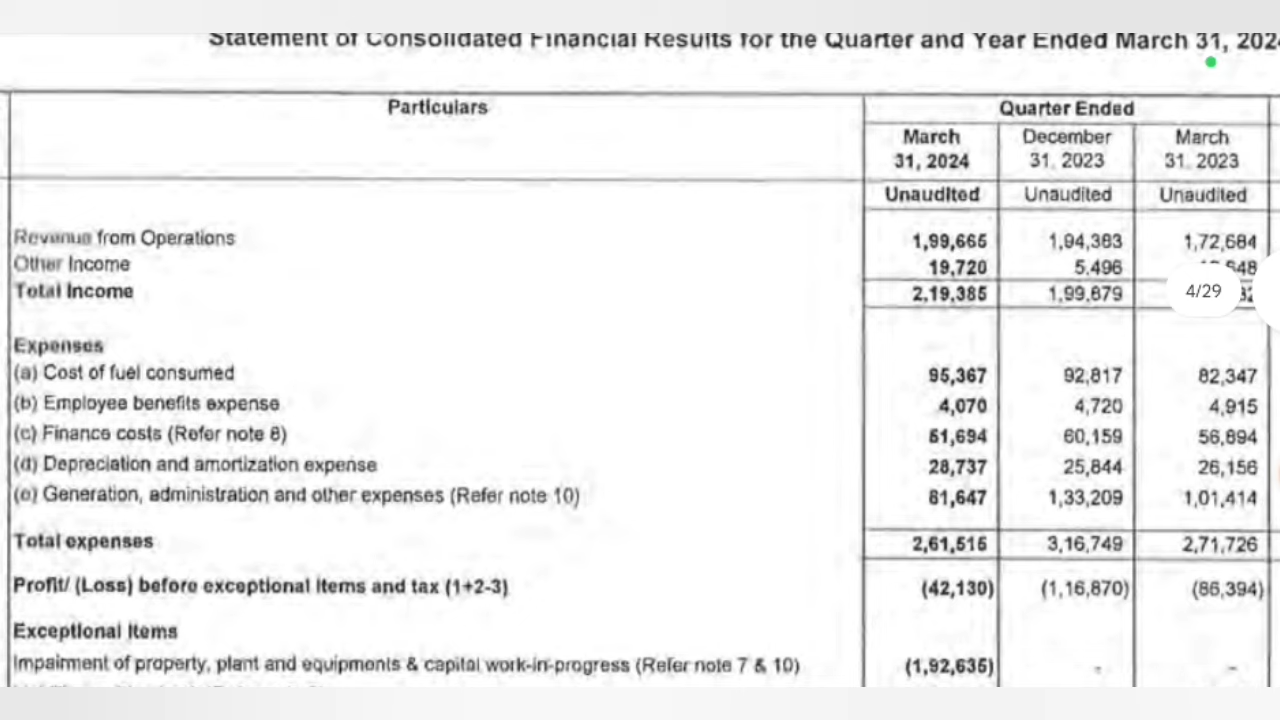 Statement of Consolidated Financial Results for the Quarter and Year Ended March 31, 202
Particulars Quarter Ended
March December March
31, 2024 31, 2023 31, 2023
Unaudited Unaudited Unaudited
Revenue from Operations 1,99,665 1,94,383 1,72,684
Other Income 19,720 5,496
Total Income 2,19,385 1,99,879
4/29
Expenses
(a) Cost of fuel consumed 95,367 92,817 82,347
(b) Employee benefits expense 4,070 4,720 4,915
(c) Finance costs (Refer note 8) 51,694 60,159 56,894
(d) Depreciation and amortization expense 28,737 25,844 26,156
(e) Generation, administration and other expenses (Refer note 10) 81,647 1,33,209 1,01,414
Total expenses 2,61,515 3,16,749 2,71,726
Profit/ (Loss) before exceptional items and tax (1+2-3) (42,130) (1,16,870) (86,394)
Exceptional Items
Impairment of property, plant and equipments & capital work-in-progress (Refer note 7 & 10) (1,92,635) - -